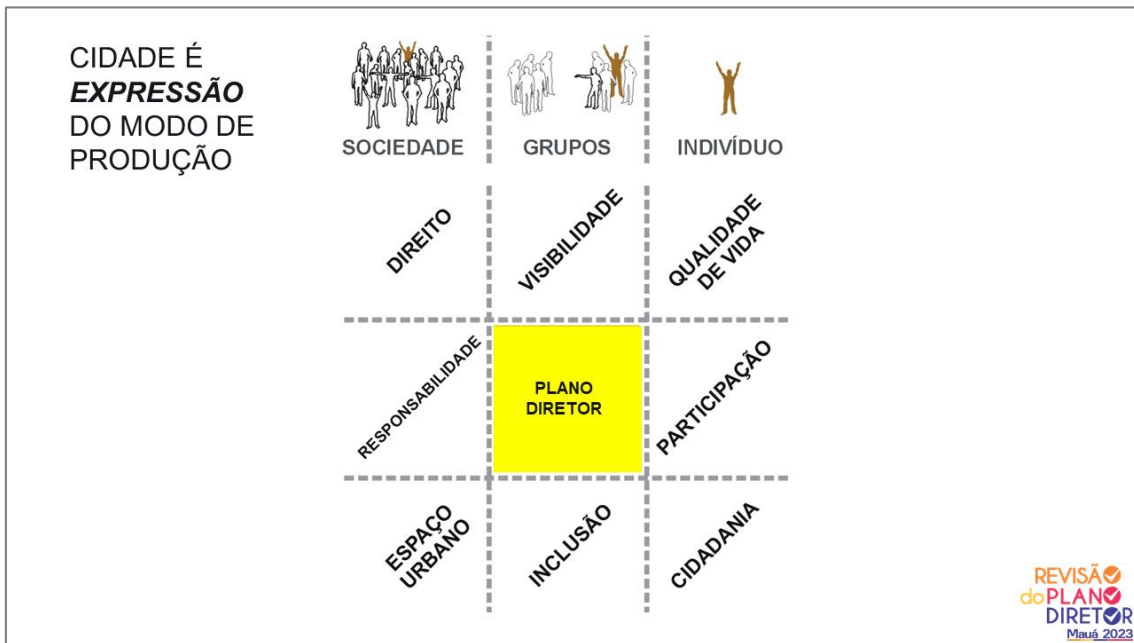 CIDADE É
EXPRESSÃO
DO MODO DE
PRODUÇÃO
SOCIEDADE
GRUPOS
INDIVÍDUO
DIREITO
VISIBILIDADE
QUALIDADE
DE VIDA
RESPONSABILIDADE
PLANO
DIRETOR
PARTICIPAÇÃO
ESPAÇO
URBANO
INCLUSÃO
CIDADANIA
REVISÃO
do PLANO
DIRETOR
Mauá 2023